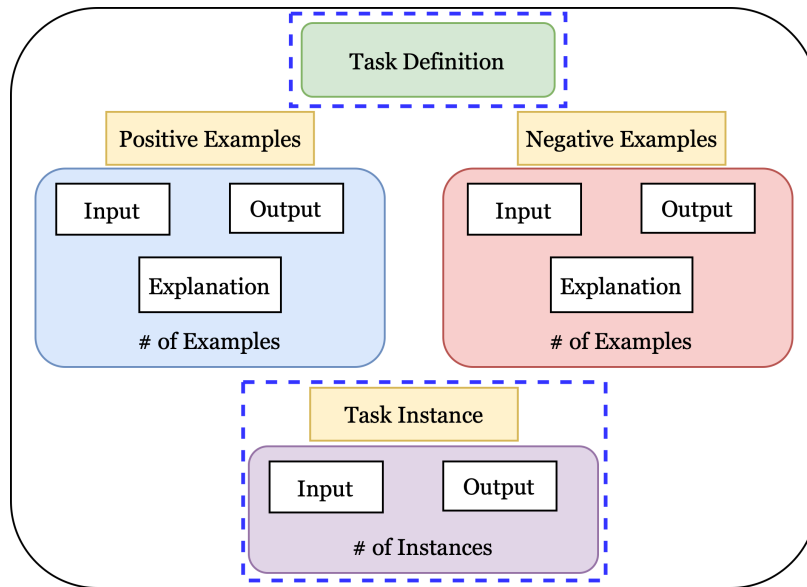 Task Definition
Positive Examples
Negative Examples
Input
Output
Input
Output
Explanation
Explanation
# of Examples
# of Examples
Task Instance
Input
Output
# of Instances